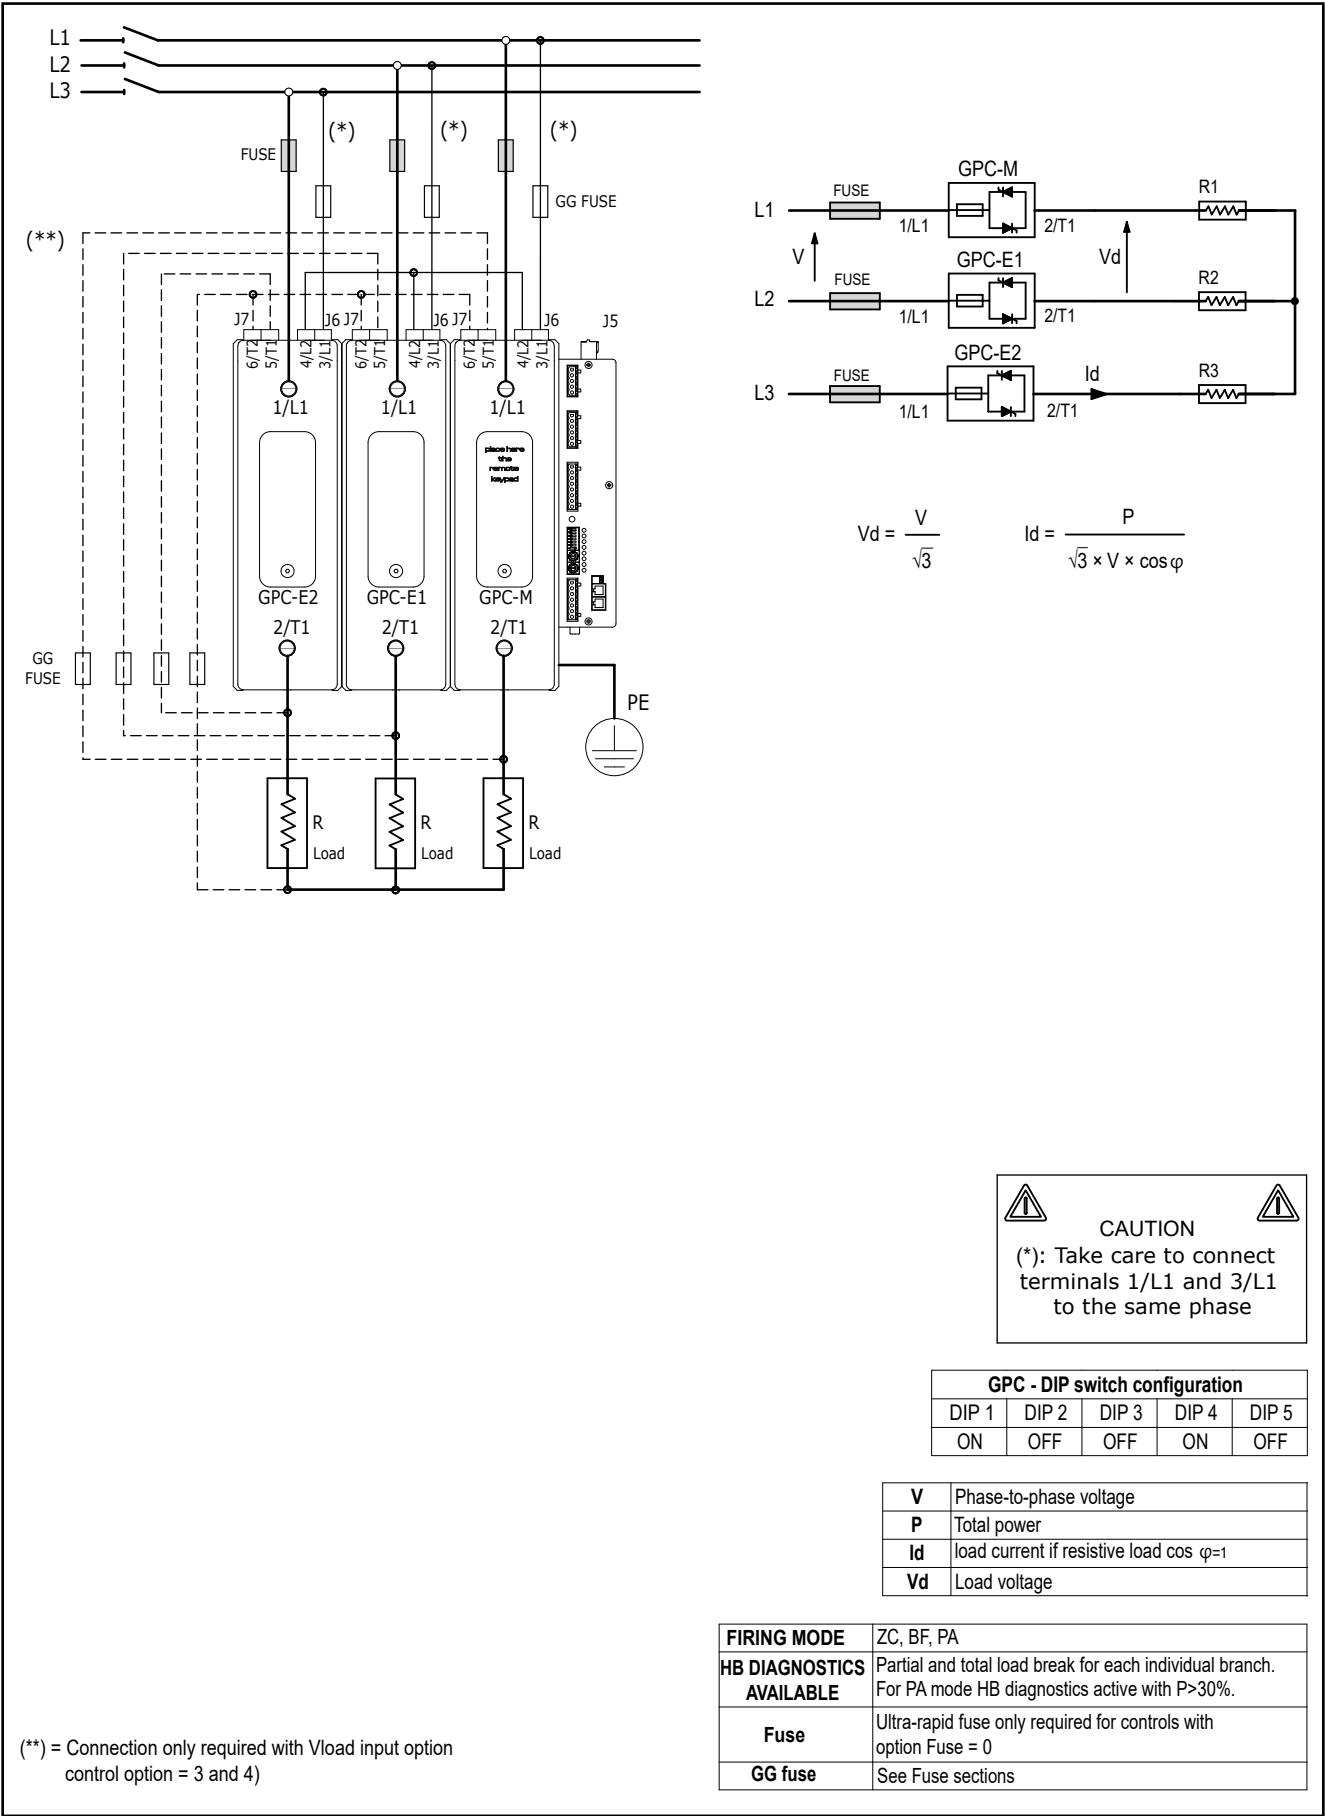 L1
L2
L3
(*)
(*)
(*)
FUSE
GG FUSE
(**)
J7
J6
J7
J6
J7
J6
J5
6/T2
5/T1
4/L2
3/L1
6/T2
5/T1
4/L2
3/L1
6/T2
5/T1
4/L2
3/L1
1/L1
1/L1
1/L1
place here
the
remote
keypad
GPC-E2
GPC-E1
GPC-M
2/T1
2/T1
2/T1
GG
FUSE
PE
R
Load
R
Load
R
Load
GPC-M
L1
FUSE
1/L1
2/T1
R1
V
Vd
GPC-E1
L2
FUSE
1/L1
2/T1
R2
GPC-E2
L3
FUSE
1/L1
2/T1
Id
R3
Vd = V / √3
Id = P / √3 × V × cos φ
CAUTION
(*): Take care to connect
terminals 1/L1 and 3/L1
to the same phase
GPC - DIP switch configuration
DIP 1 DIP 2 DIP 3 DIP 4 DIP 5
ON OFF OFF ON OFF
V Phase-to-phase voltage
P Total power
Id load current if resistive load cos φ=1
Vd Load voltage
FIRING MODE ZC, BF, PA
HB DIAGNOSTICS AVAILABLE Partial and total load break for each individual branch.
For PA mode HB diagnostics active with P>30%.
Fuse Ultra-rapid fuse only required for controls with
option Fuse = 0
GG fuse See Fuse sections
(**) = Connection only required with Vload input option
control option = 3 and 4)